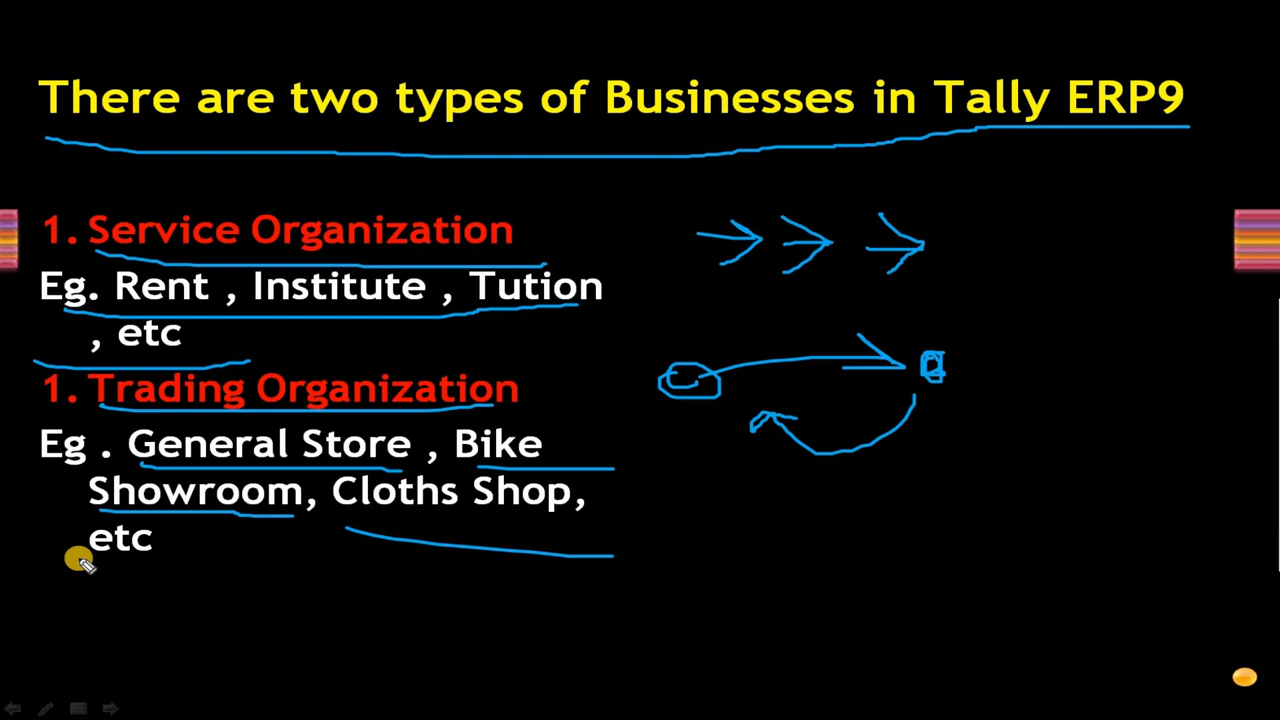 There are two types of Businesses in Tally ERP9
1. Service Organization
Eg. Rent , Institute , Tution
, etc
1. Trading Organization
Eg . General Store , Bike
Showroom, Cloths Shop,
etc